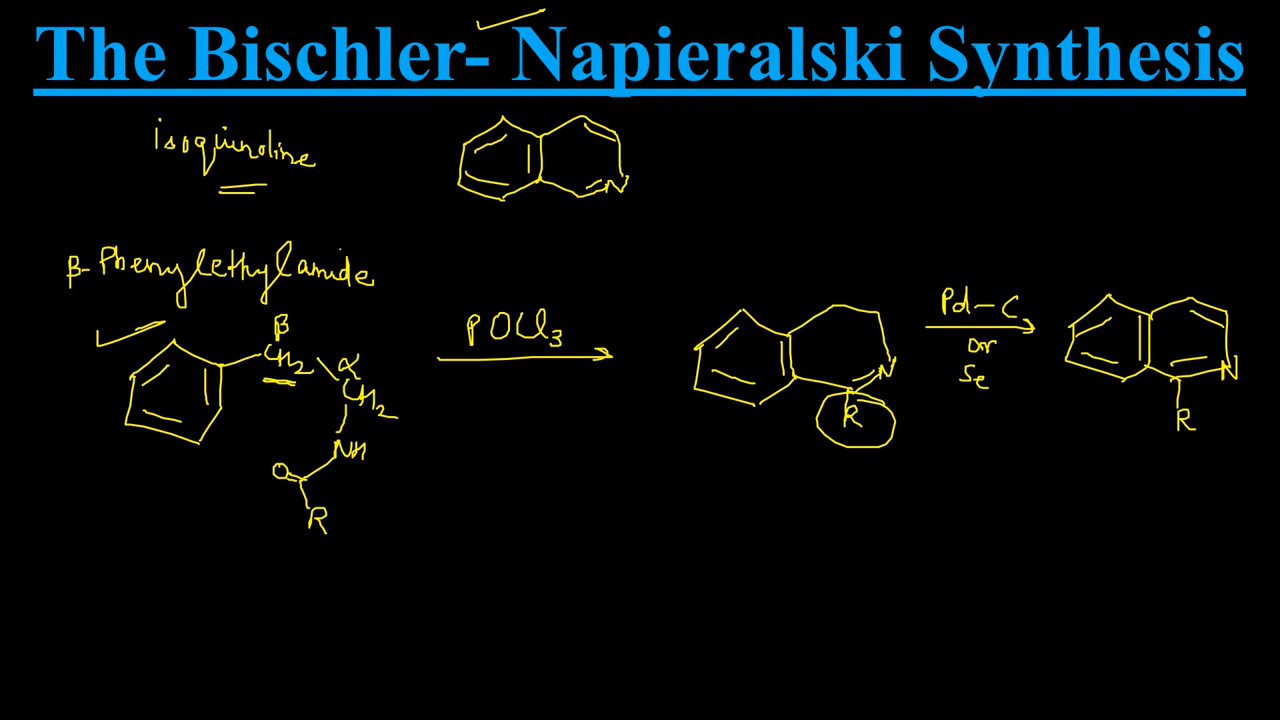 The Bischler- Napieralski Synthesis
isoquinoline
N
β- Phenylethylamide
β
CH2
α
CH2
NH
O
R
POCl3
N
R
Pd-C
or
Se
N
R